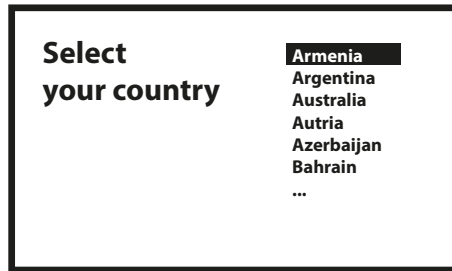 Select
your country
Armenia
Argentina
Australia
Autria
Azerbaijan
Bahrain
...